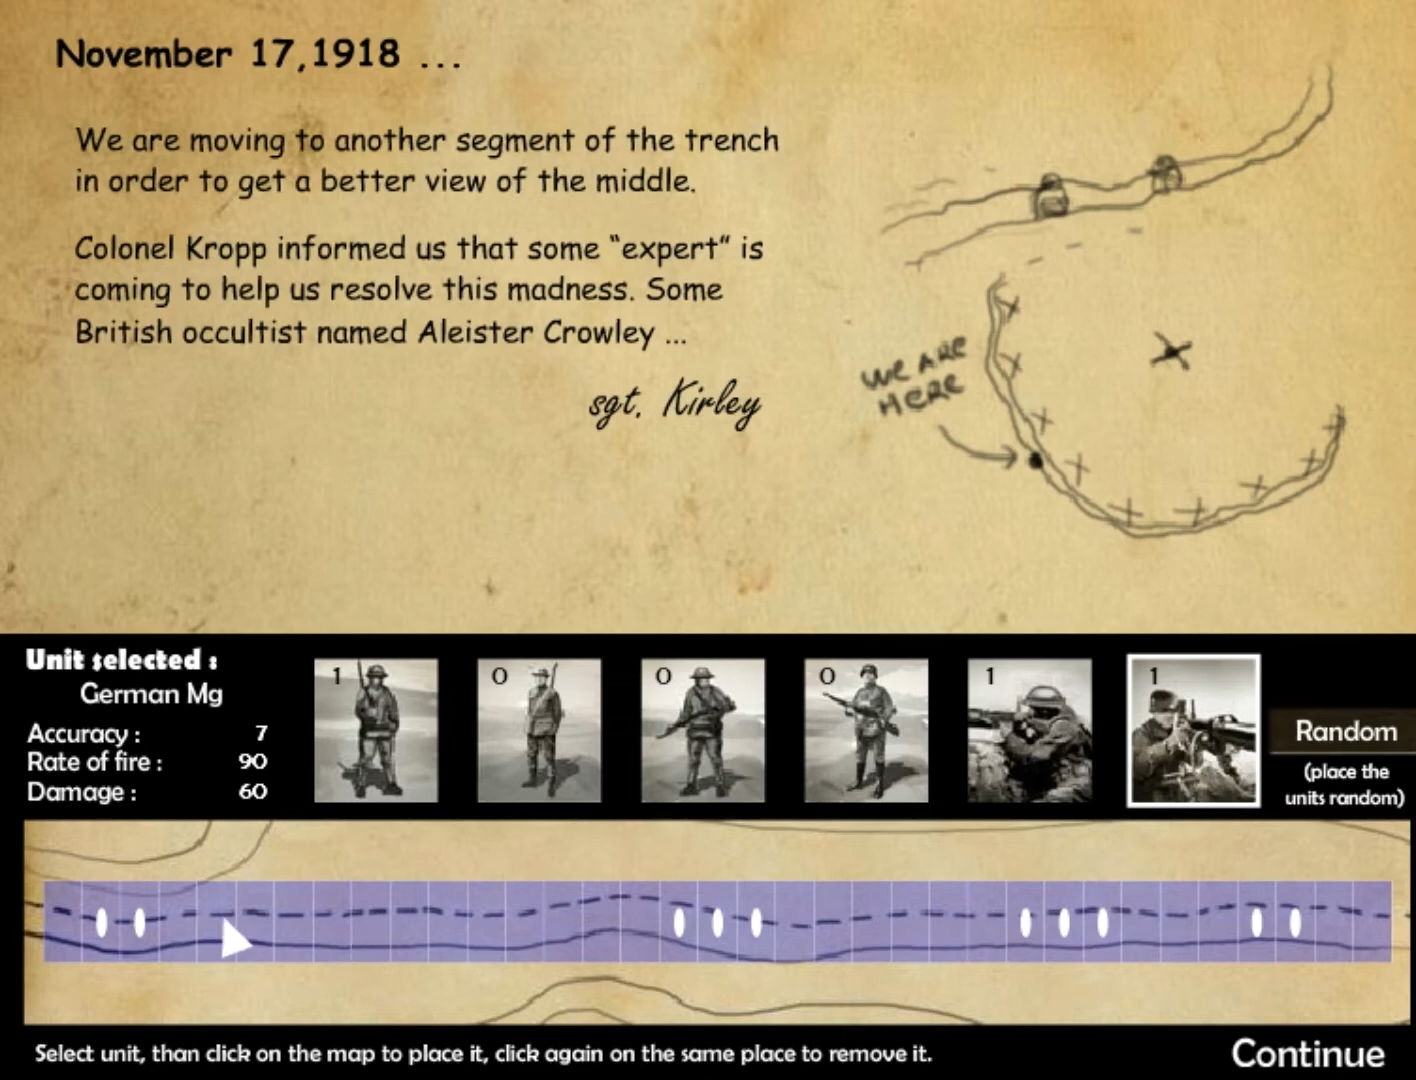 November 17,1918 ...
We are moving to another segment of the trench
in order to get a better view of the middle.
Colonel Kropp informed us that some “expert” is
coming to help us resolve this madness. Some
British occultist named Aleister Crowley ...
sgt. Kirley
WE ARE
HERE
Unit selected :
German Mg
Accuracy : 7
Rate of fire : 90
Damage : 60
1 0 0 0 1 1
Random
(place the
units random)
Select unit, than click on the map to place it, click again on the same place to remove it.
Continue